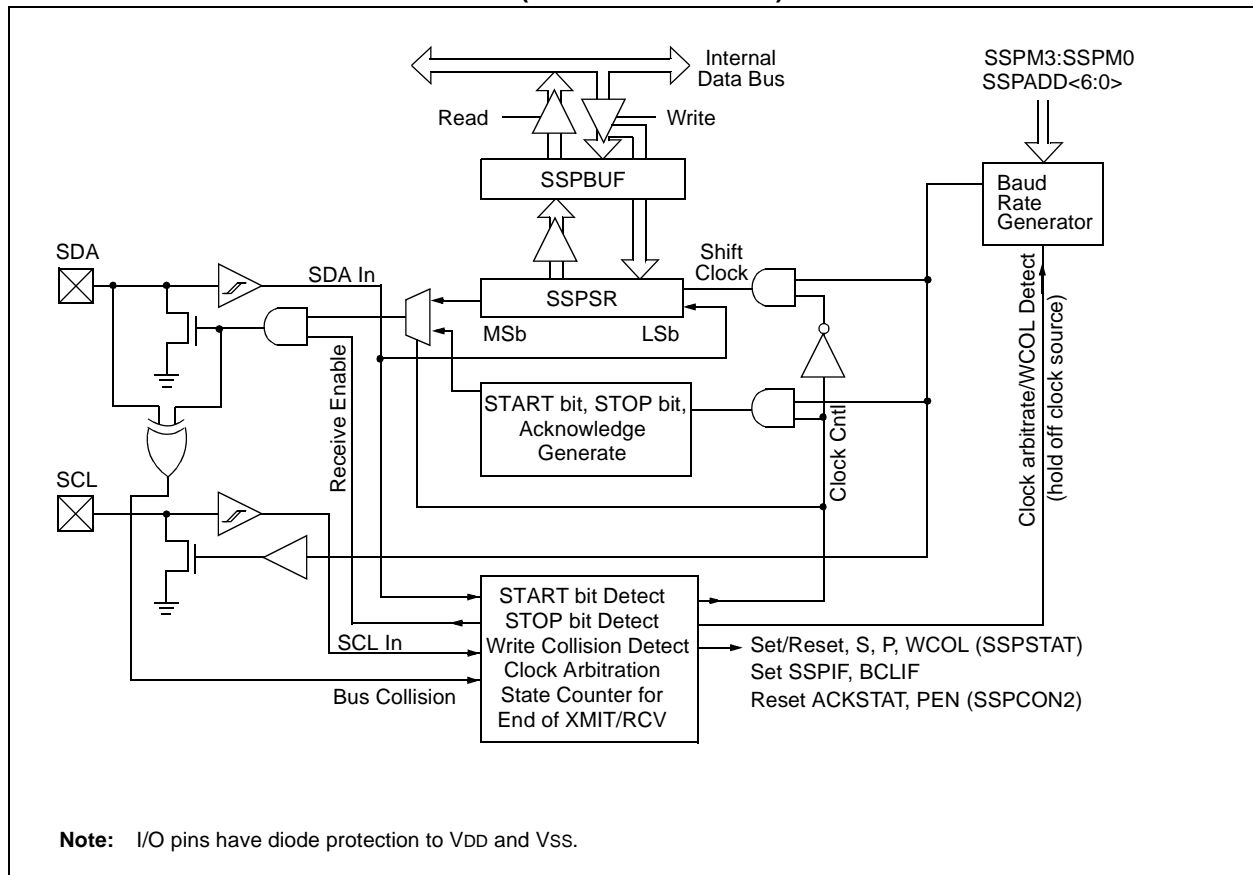 Internal
Data Bus
SSPM3:SSPM0
SSPADD<6:0>
Read
Write
SSPBUF
Baud
Rate
Generator
SDA
SDA In
Shift
Clock
SSPSR
MSb
LSb
Receive Enable
START bit, STOP bit,
Acknowledge
Generate
Clock Cntl
Clock arbitrate/WCOL Detect
(hold off clock source)
SCL
SCL In
Bus Collision
START bit Detect
STOP bit Detect
Write Collision Detect
Clock Arbitration
State Counter for
End of XMIT/RCV
Set/Reset, S, P, WCOL (SSPSTAT)
Set SSPIF, BCLIF
Reset ACKSTAT, PEN (SSPCON2)
Note: I/O pins have diode protection to VDD and VSS.